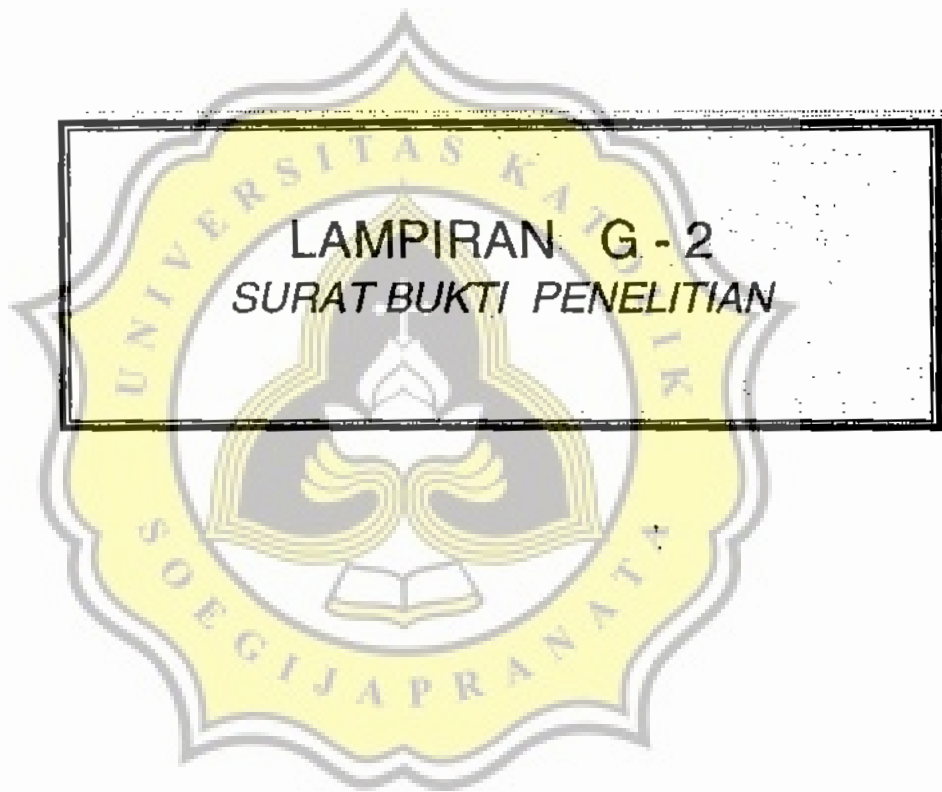 UNIVERSITAS KATOLIK
LAMPIRAN G - 2
SURAT BUKTI PENELITIAN
SOEGIJAPRANATA